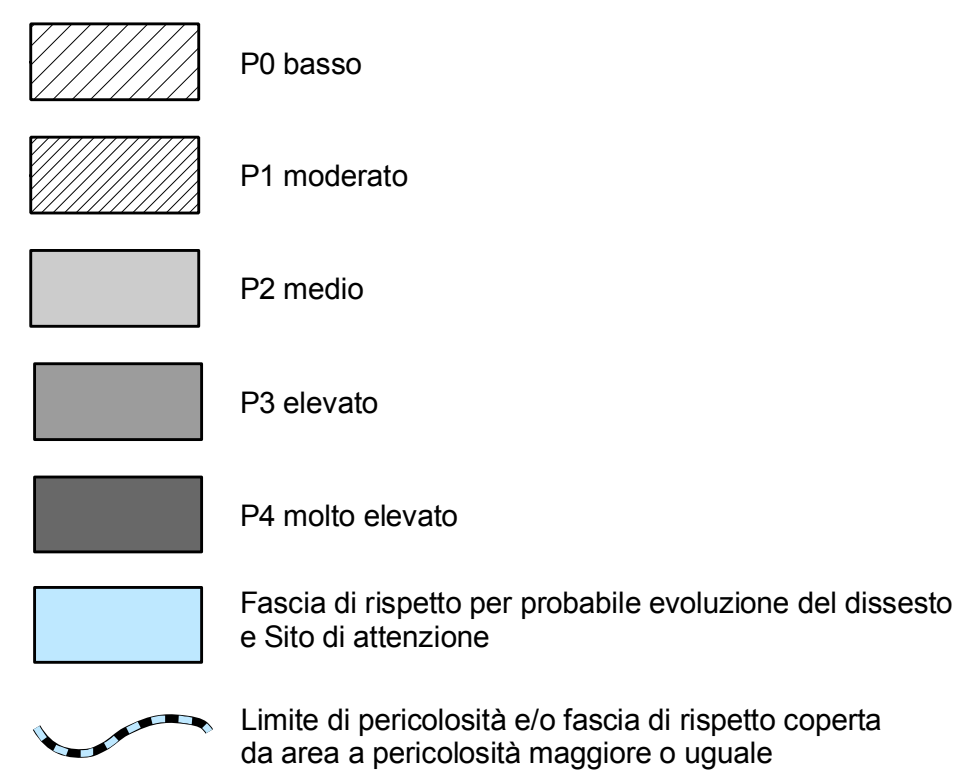 P0 basso
P1 moderato
P2 medio
P3 elevato
P4 molto elevato
Fascia di rispetto per probabile evoluzione del dissesto
e Sito di attenzione
Limite di pericolosità e/o fascia di rispetto coperta
da area a pericolosità maggiore o uguale